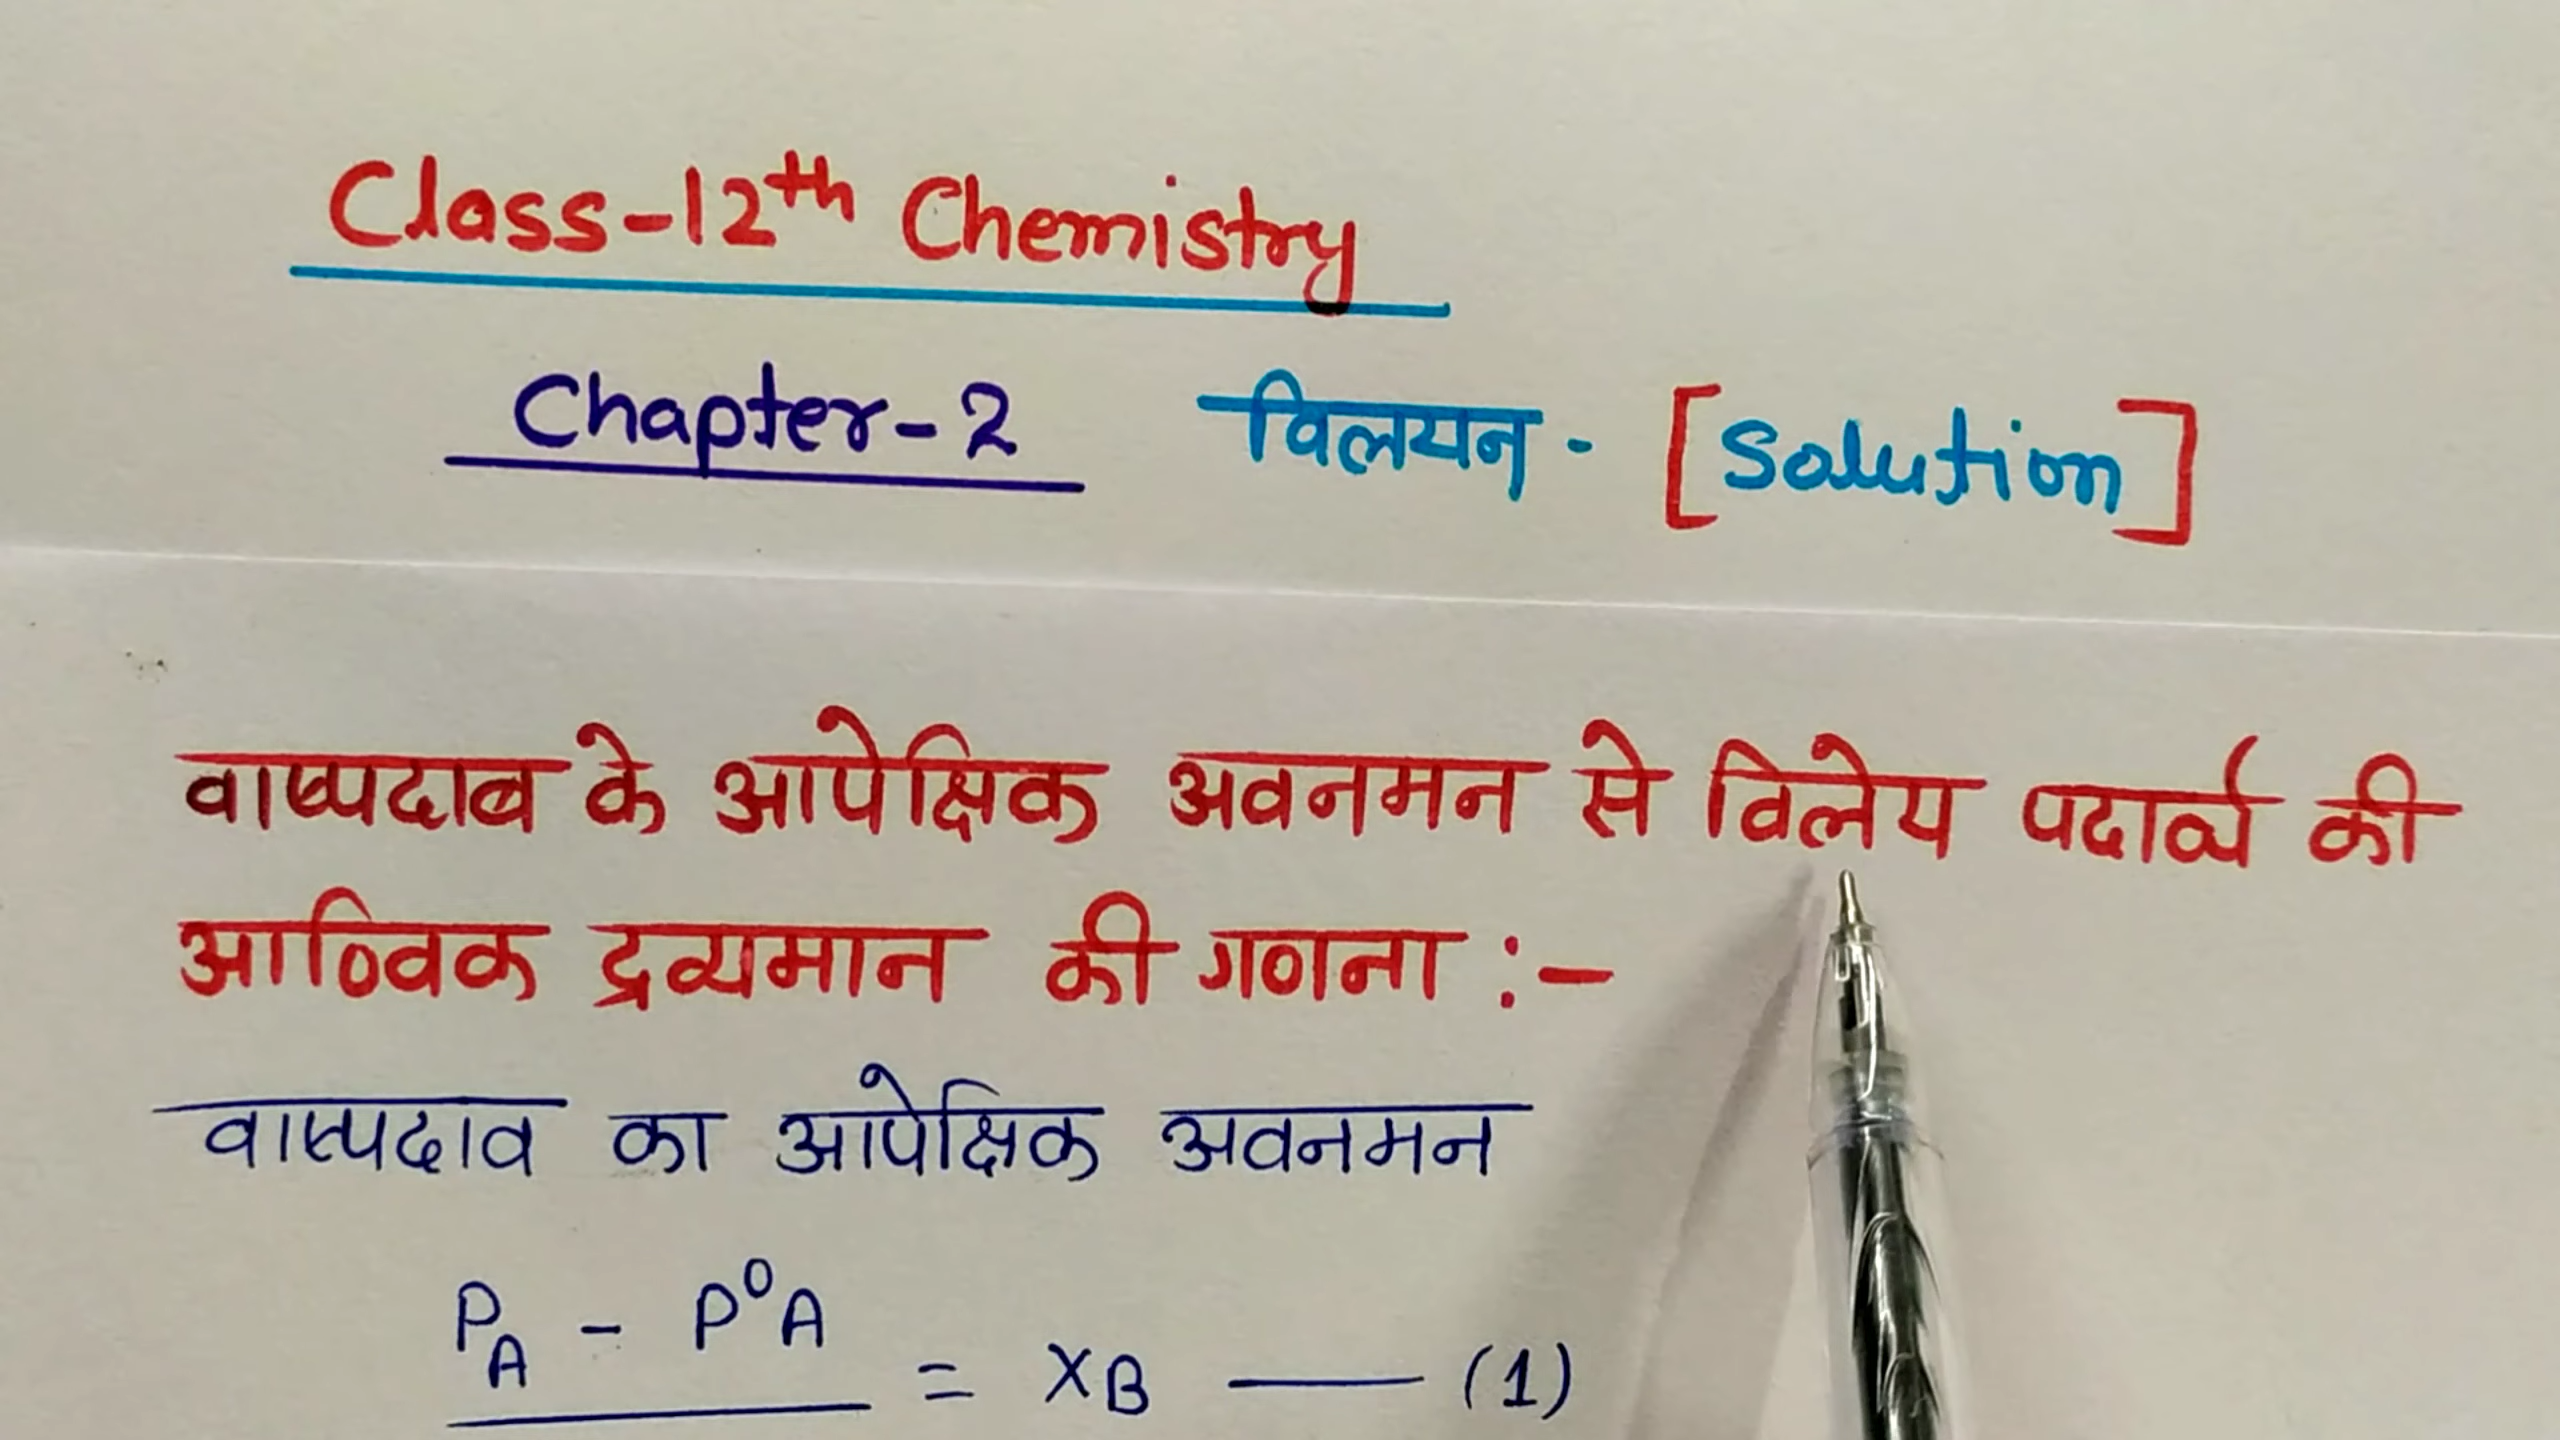 Class-12th Chemistry
Chapter-2 विलयन - [Solution]
वाष्पदाब के आपेक्षिक अवनमन से विलेय पदार्थ की
आण्विक द्रव्यमान की गणना :-
वाष्पदाव का आपेक्षिक अवनमन
P_A - P⁰A = XB —— (1)